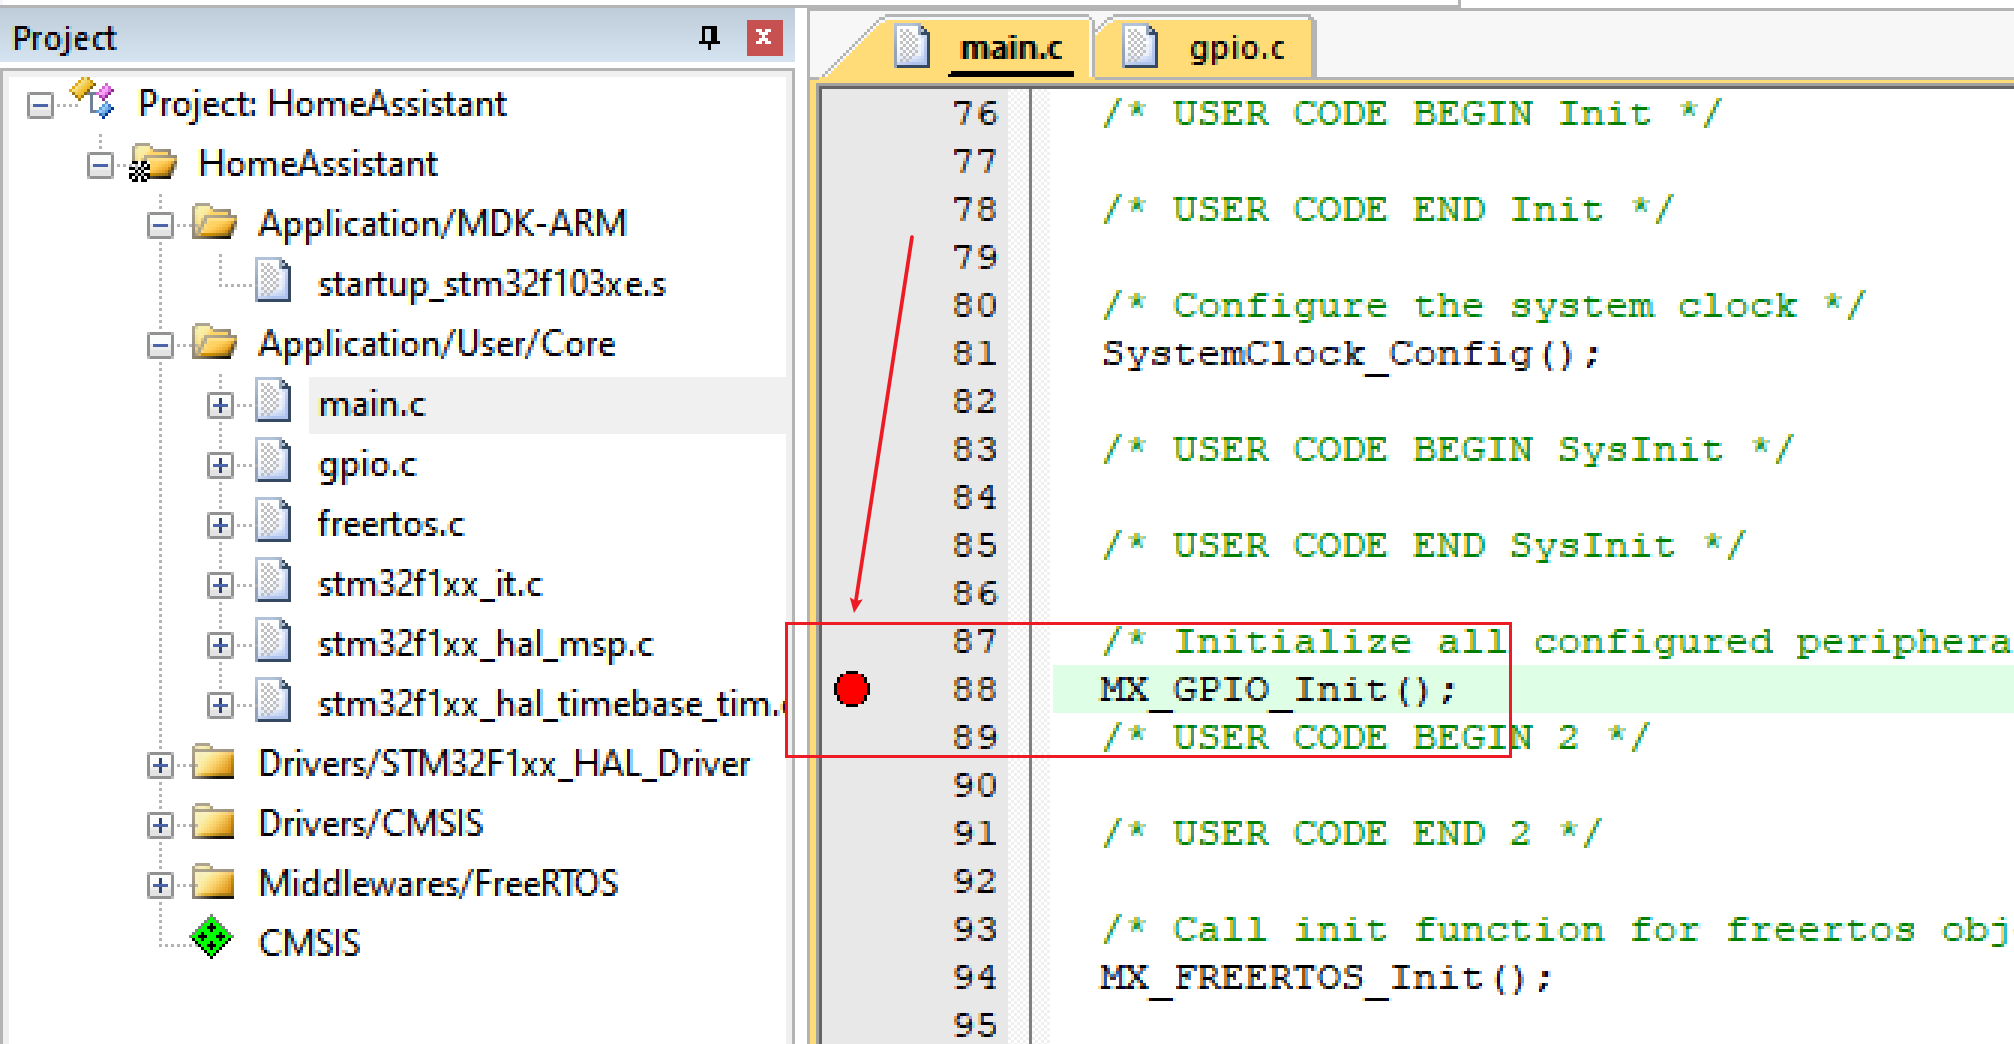 Project
Project: HomeAssistant
HomeAssistant
Application/MDK-ARM
startup_stm32f103xe.s
Application/User/Core
main.c
gpio.c
freertos.c
stm32f1xx_it.c
stm32f1xx_hal_msp.c
stm32f1xx_hal_timebase_tim.c
Drivers/STM32F1xx_HAL_Driver
Drivers/CMSIS
Middlewares/FreeRTOS
CMSIS
main.c gpio.c
76 /* USER CODE BEGIN Init */
77
78 /* USER CODE END Init */
79
80 /* Configure the system clock */
81 SystemClock_Config();
82
83 /* USER CODE BEGIN SysInit */
84
85 /* USER CODE END SysInit */
86
87 /* Initialize all configured periphera
88 MX_GPIO_Init();
89 /* USER CODE BEGIN 2 */
90
91 /* USER CODE END 2 */
92
93 /* Call init function for freertos obj
94 MX_FREERTOS_Init();
95